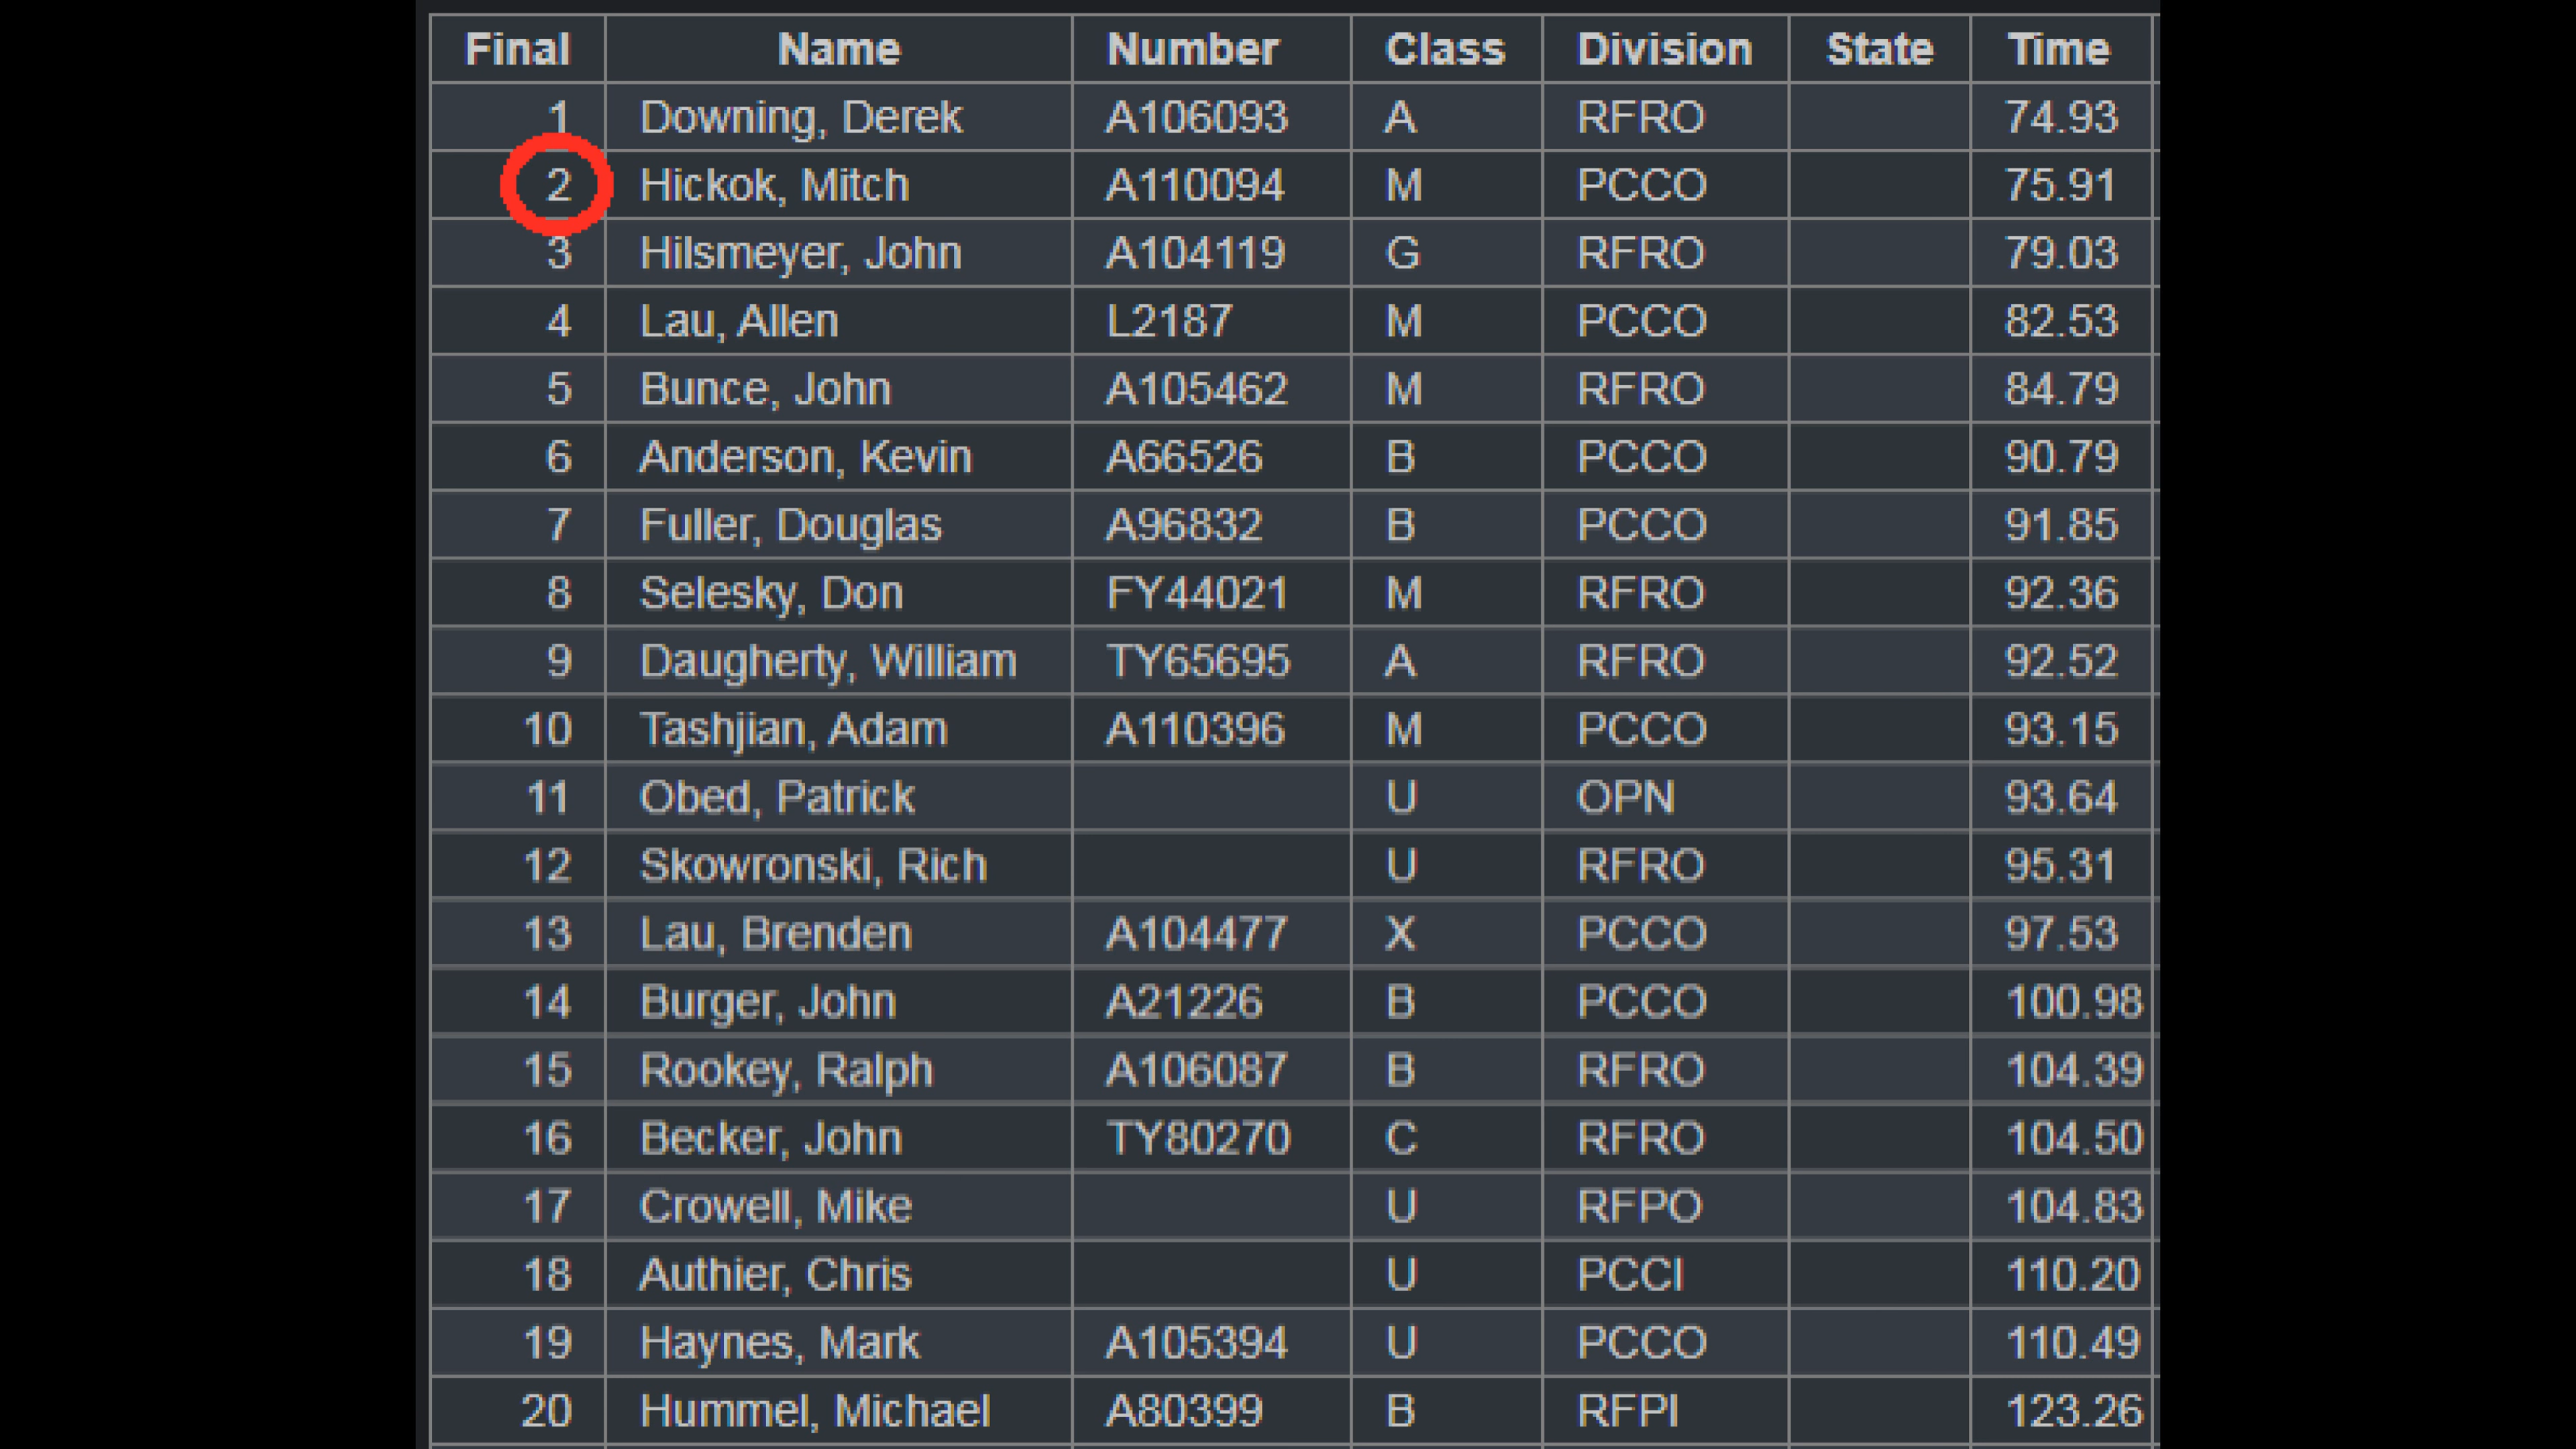 Final Name Number Class Division State Time
1 Downing, Derek A106093 A RFRO 74.93
2 Hickok, Mitch A110094 M PCCO 75.91
3 Hilsmeyer, John A104119 G RFRO 79.03
4 Lau, Allen L2187 M PCCO 82.53
5 Bunce, John A105462 M RFRO 84.79
6 Anderson, Kevin A66526 B PCCO 90.79
7 Fuller, Douglas A96832 B PCCO 91.85
8 Selesky, Don FY44021 M RFRO 92.36
9 Daugherty, William TY65695 A RFRO 92.52
10 Tashjian, Adam A110396 M PCCO 93.15
11 Obed, Patrick U OPN 93.64
12 Skowronski, Rich U RFRO 95.31
13 Lau, Brenden A104477 X PCCO 97.53
14 Burger, John A21226 B PCCO 100.98
15 Rookey, Ralph A106087 B RFRO 104.39
16 Becker, John TY80270 C RFRO 104.50
17 Crowell, Mike U RFPO 104.83
18 Authier, Chris U PCCI 110.20
19 Haynes, Mark A105394 U PCCO 110.49
20 Hummel, Michael A80399 B RFPI 123.26